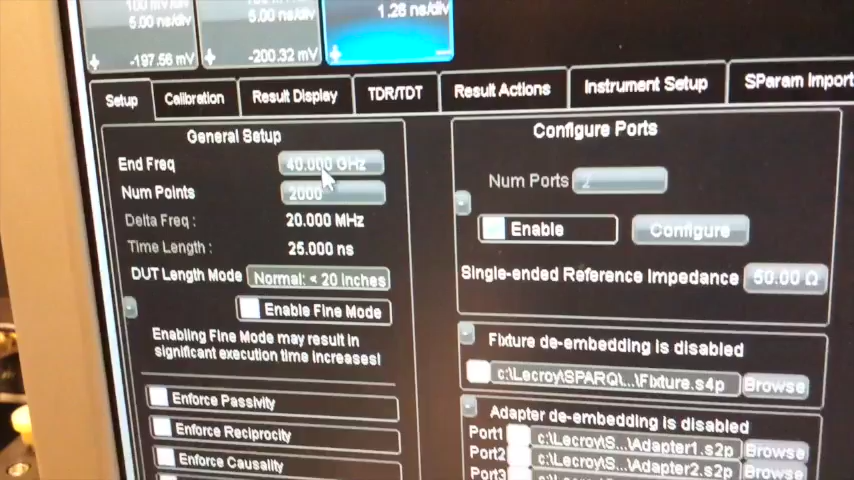 100 mV/div
5.00 ns/div
-197.56 mV
5.00 ns/div
-200.32 mV
1.25 ns/div
Setup
Calibration
Result Display
TDR/TDT
Result Actions
Instrument Setup
SParam Import
General Setup
End Freq 40.000 GHz
Num Points 2000
Delta Freq : 20.000 MHz
Time Length : 25.000 ns
DUT Length Mode Normal: < 20 inches
Enable Fine Mode
Enabling Fine Mode may result in
significant execution time increases!
Enforce Passivity
Enforce Reciprocity
Enforce Causality
Configure Ports
Num Ports 2
Enable Configure
Single-ended Reference Impedance 50.00 Ω
Fixture de-embedding is disabled
c:\Lecroy\SPARQ\...\Fixture.s4p Browse
Adapter de-embedding is disabled
Port1 c:\Lecroy\S...\Adapter1.s2p Browse
Port2 c:\Lecroy\S...\Adapter2.s2p Browse
Port3